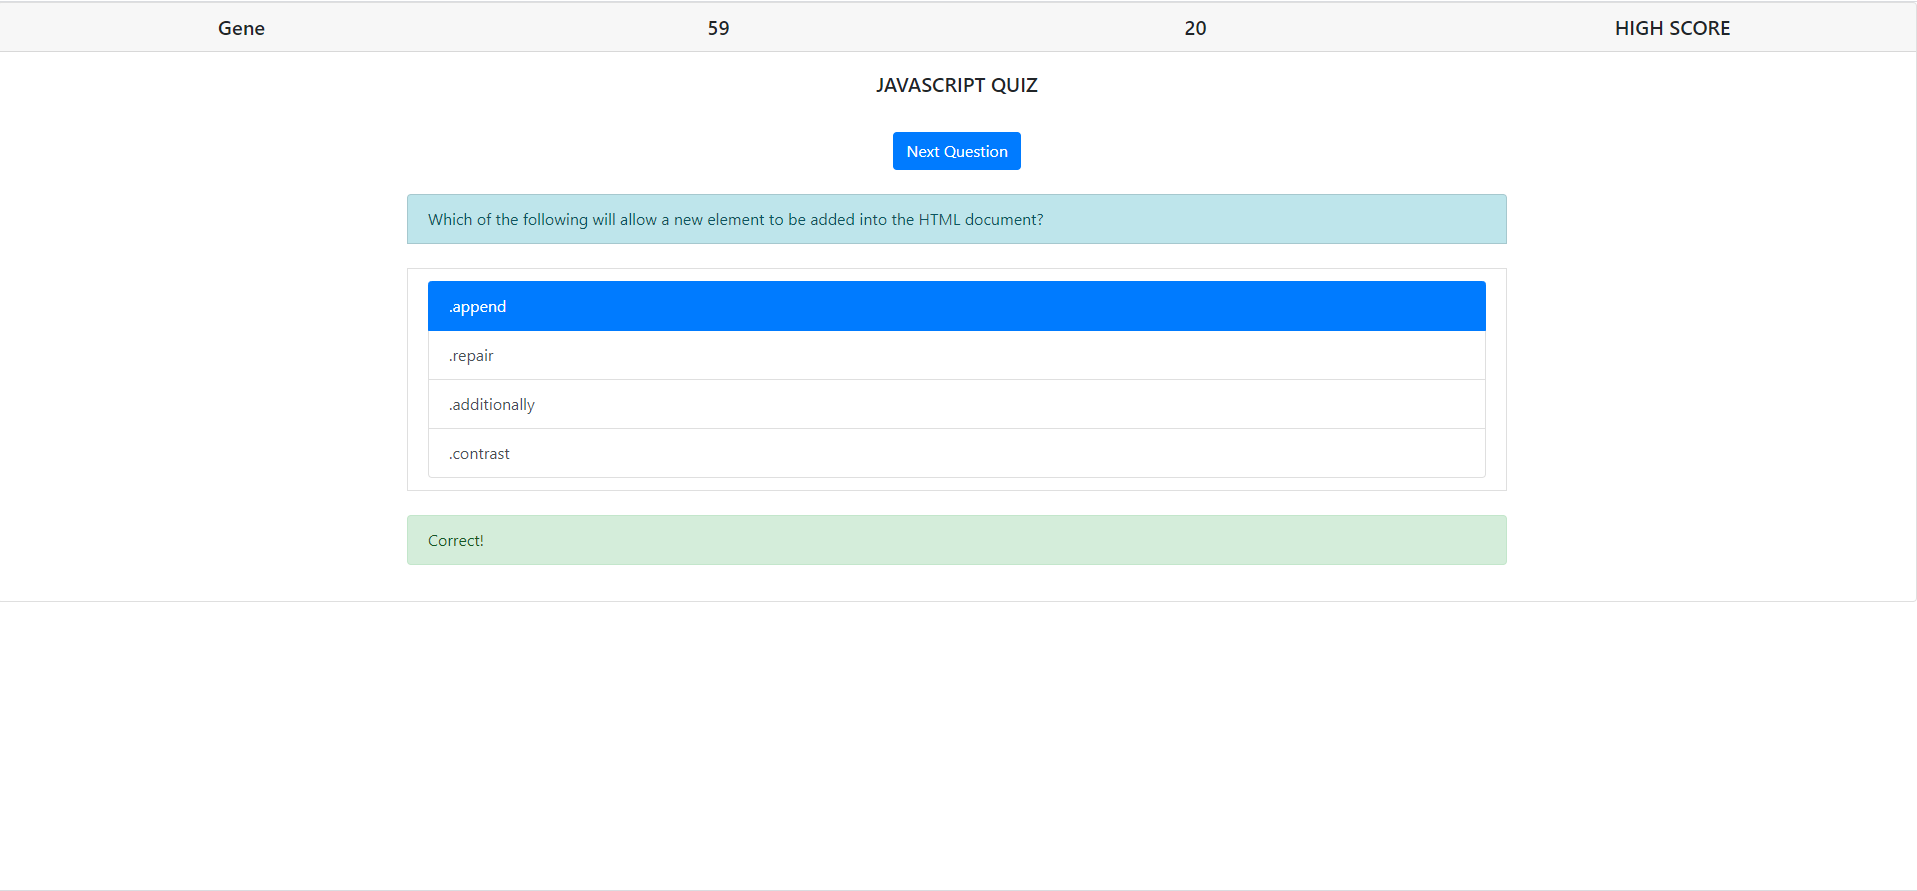 Gene 59 20 HIGH SCORE
JAVASCRIPT QUIZ
Next Question
Which of the following will allow a new element to be added into the HTML document?
.append
.repair
.additionally
.contrast
Correct!